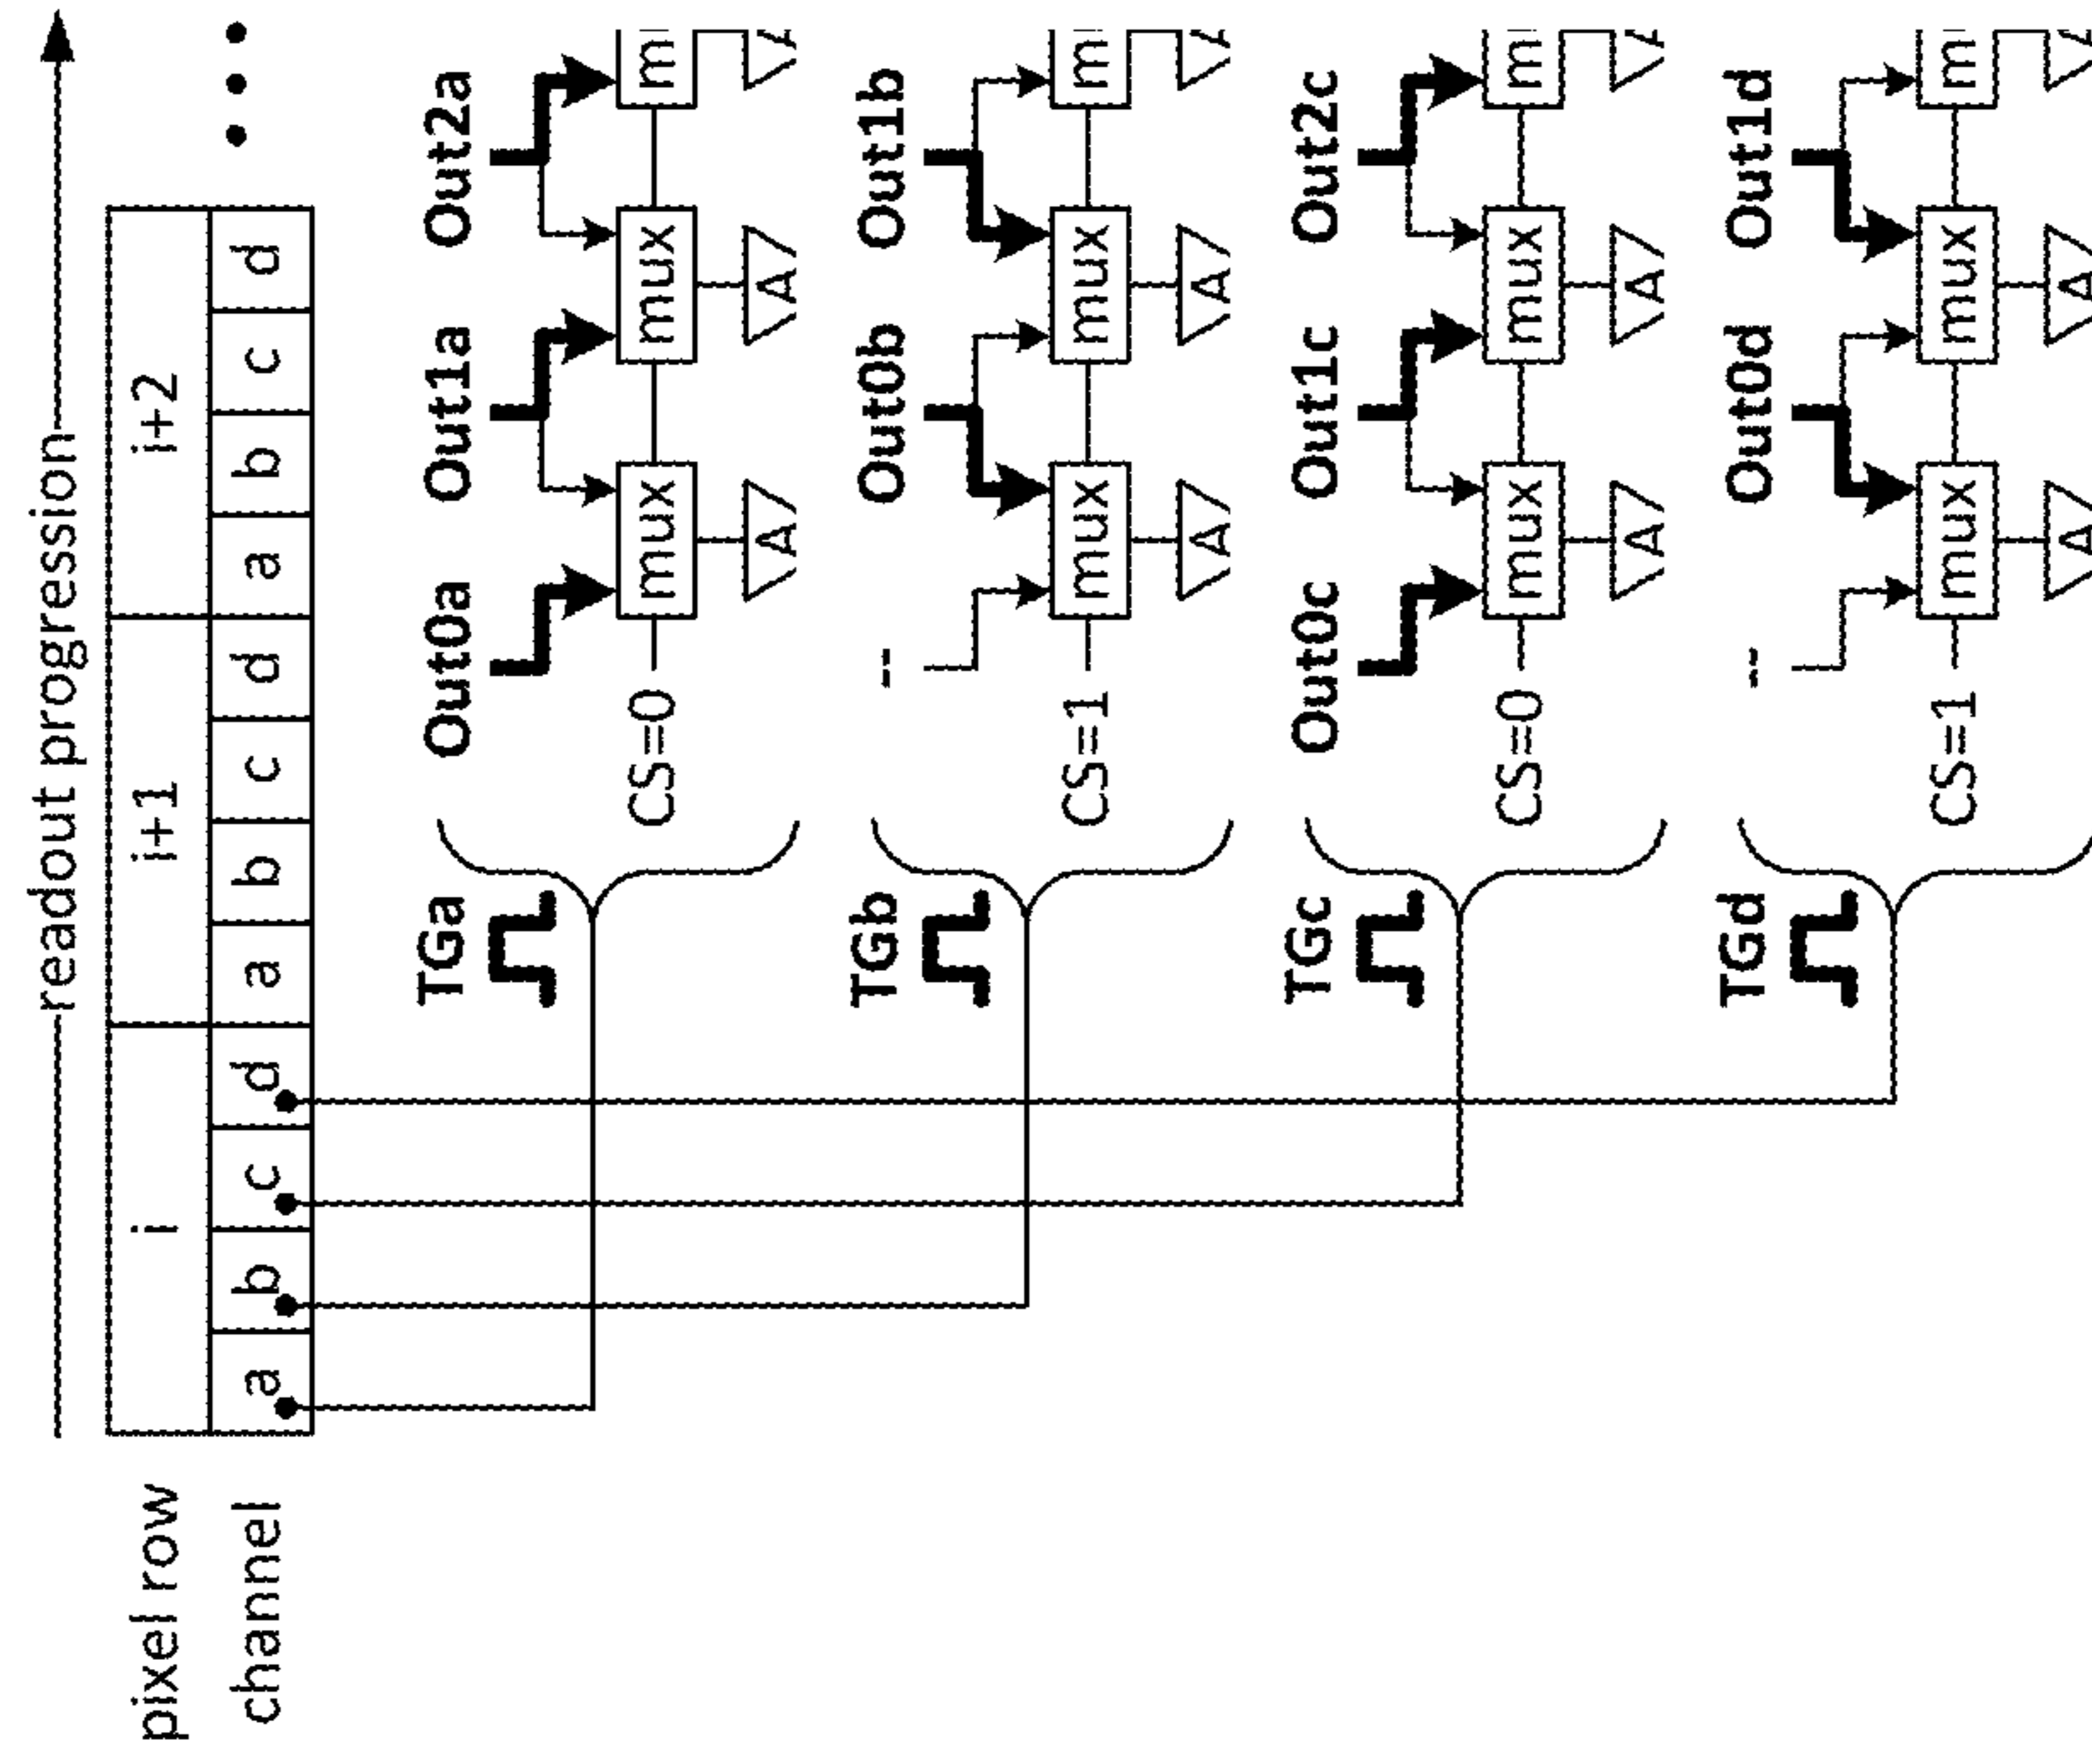 readout progression
pixel row i i+1 i+2
channel a b c d a b c d a b c d
TGa Out0a Out1a Out2a
CS=0 mux mux
A A
TGb -- Out0b Out1b
CS=1 mux mux
A A
TGc Out0c Out1c Out2c
CS=0 mux mux
A A
TGd -- Out0d Out1d
CS=1 mux mux
A A